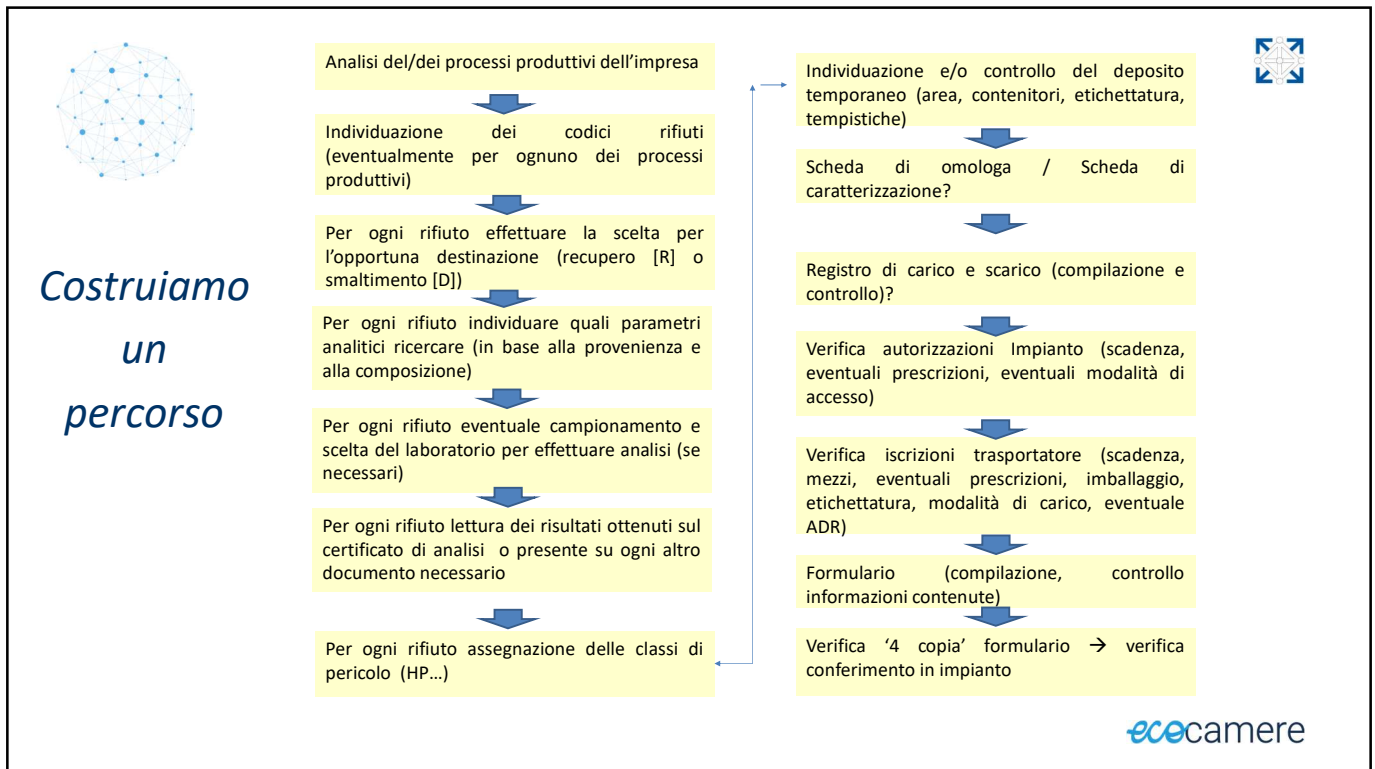 Costruiamo
un
percorso
Analisi del/dei processi produttivi dell’impresa
Individuazione dei codici rifiuti
(eventualmente per ognuno dei processi
produttivi)
Per ogni rifiuto effettuare la scelta per
l’opportuna destinazione (recupero [R] o
smaltimento [D])
Per ogni rifiuto individuare quali parametri
analitici ricercare (in base alla provenienza e
alla composizione)
Per ogni rifiuto eventuale campionamento e
scelta del laboratorio per effettuare analisi (se
necessari)
Per ogni rifiuto lettura dei risultati ottenuti sul
certificato di analisi o presente su ogni altro
documento necessario
Per ogni rifiuto assegnazione delle classi di
pericolo (HP…)
Individuazione e/o controllo del deposito
temporaneo (area, contenitori, etichettatura,
tempistiche)
Scheda di omologa / Scheda di
caratterizzazione?
Registro di carico e scarico (compilazione e
controllo)?
Verifica autorizzazioni Impianto (scadenza,
eventuali prescrizioni, eventuali modalità di
accesso)
Verifica iscrizioni trasportatore (scadenza,
mezzi, eventuali prescrizioni, imballaggio,
etichettatura, modalità di carico, eventuale
ADR)
Formulario (compilazione, controllo
informazioni contenute)
Verifica ‘4 copia’ formulario → verifica
conferimento in impianto
ecocamere